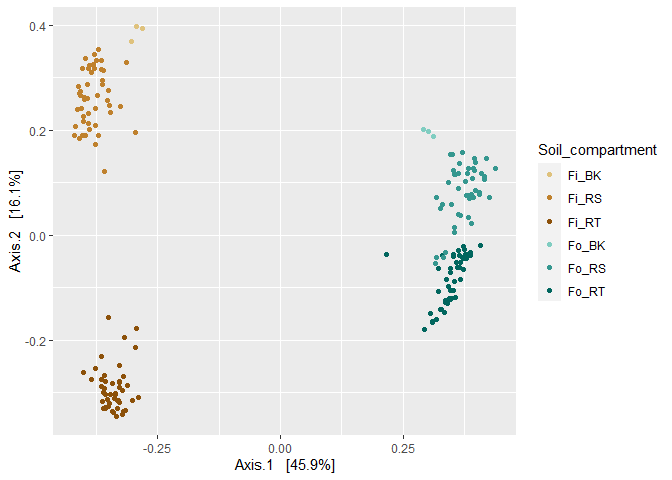 0.4
0.2
0.0
-0.2
Axis.2 [16.1%]
-0.25
0.00
0.25
Axis.1 [45.9%]
Soil_compartment
Fi_BK
Fi_RS
Fi_RT
Fo_BK
Fo_RS
Fo_RT